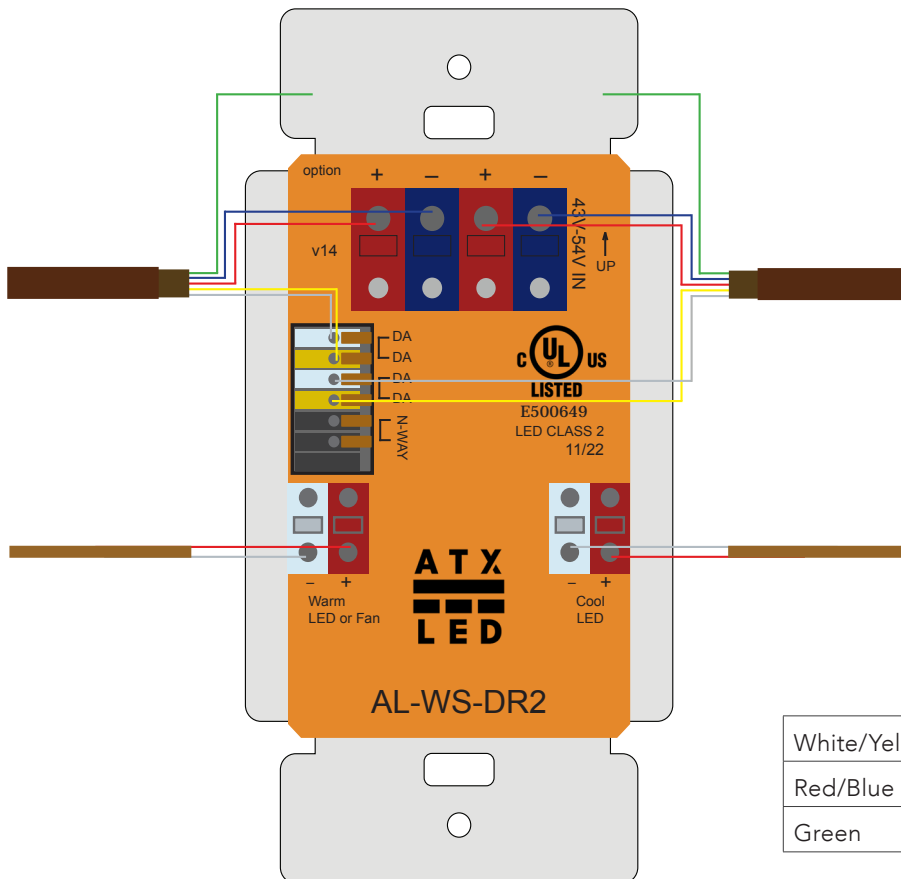 option
+ − + −
43V-54V IN
UP
v14
DA
DA
DA
DA
N-WAY
C UL ® US
LISTED
E500649
LED CLASS 2
11/22
− +
Warm
LED or Fan
ATX
LED
− +
Cool
LED
AL-WS-DR2
White/Yel
Red/Blue
Green